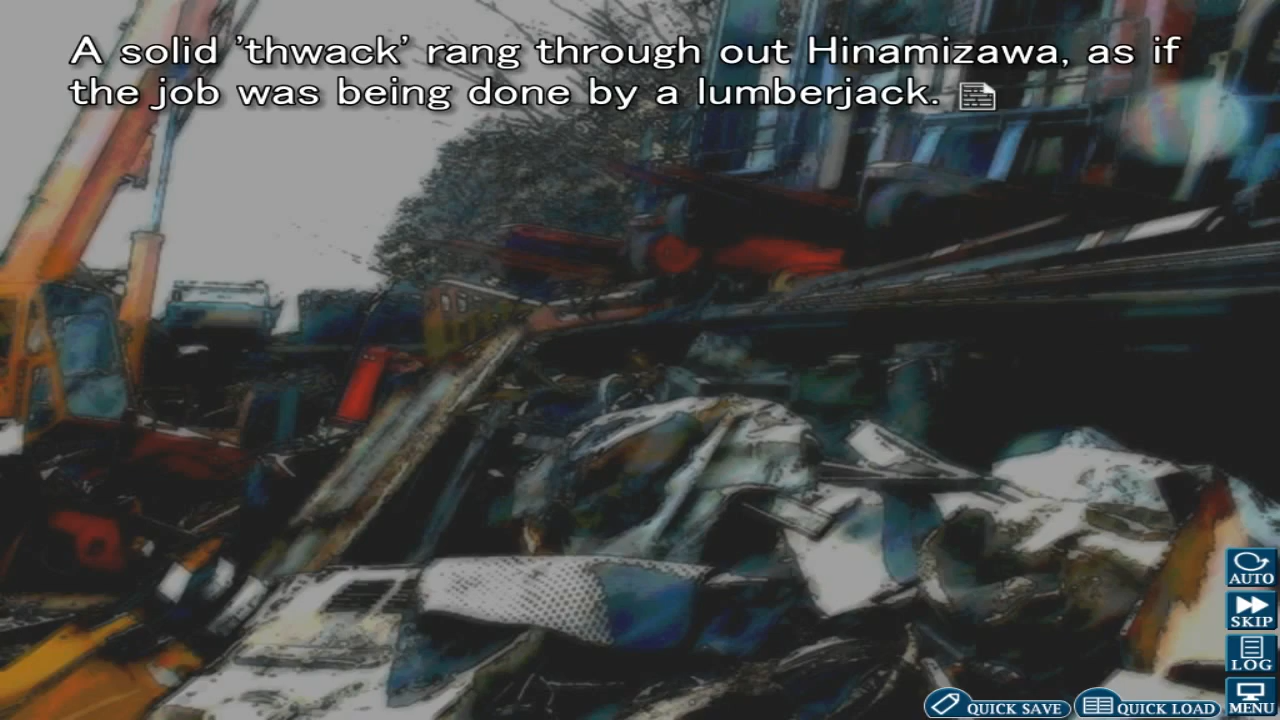 A solid 'thwack' rang through out Hinamizawa, as if
the job was being done by a lumberjack.
AUTO
SKIP
LOG
MENU
QUICK SAVE
QUICK LOAD